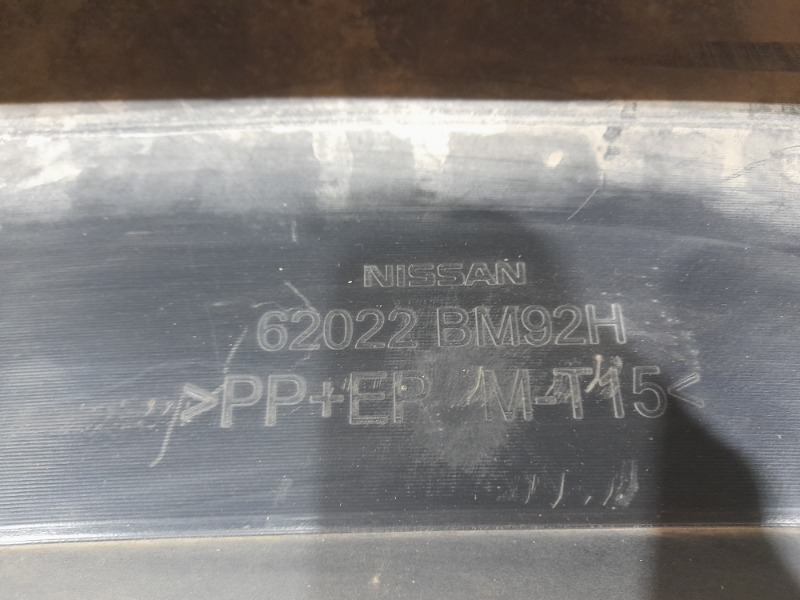 NISSAN
62022 BM92H
>PP+EP M-T15<